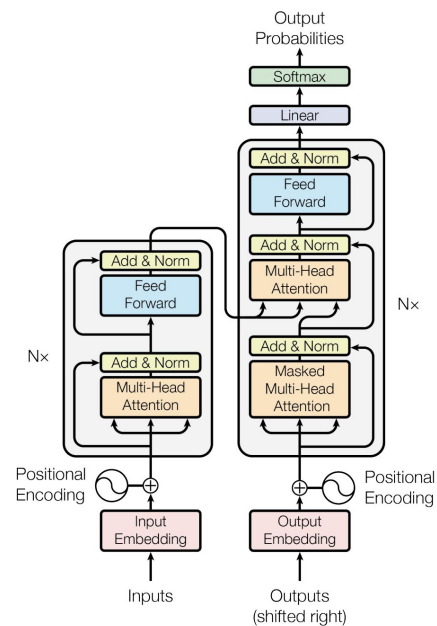 Output
Probabilities
Softmax
Linear
Add & Norm
Feed
Forward
Add & Norm
Multi-Head
Attention
Add & Norm
Masked
Multi-Head
Attention
N×
Add & Norm
Feed
Forward
Add & Norm
Multi-Head
Attention
N×
Positional
Encoding
Positional
Encoding
Input
Embedding
Output
Embedding
Inputs
Outputs
(shifted right)